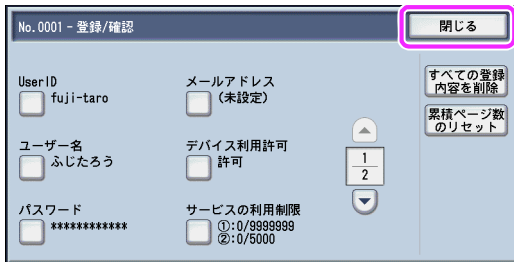 No.0001 - 登録/確認
閉じる
UserID
fuji-taro
メールアドレス
(未設定)
すべての登録
内容を削除
累積ページ数
のリセット
ユーザー名
ふじたろう
デバイス利用許可
許可
1
2
パスワード
************
サービスの利用制限
①:0/9999999
②:0/5000